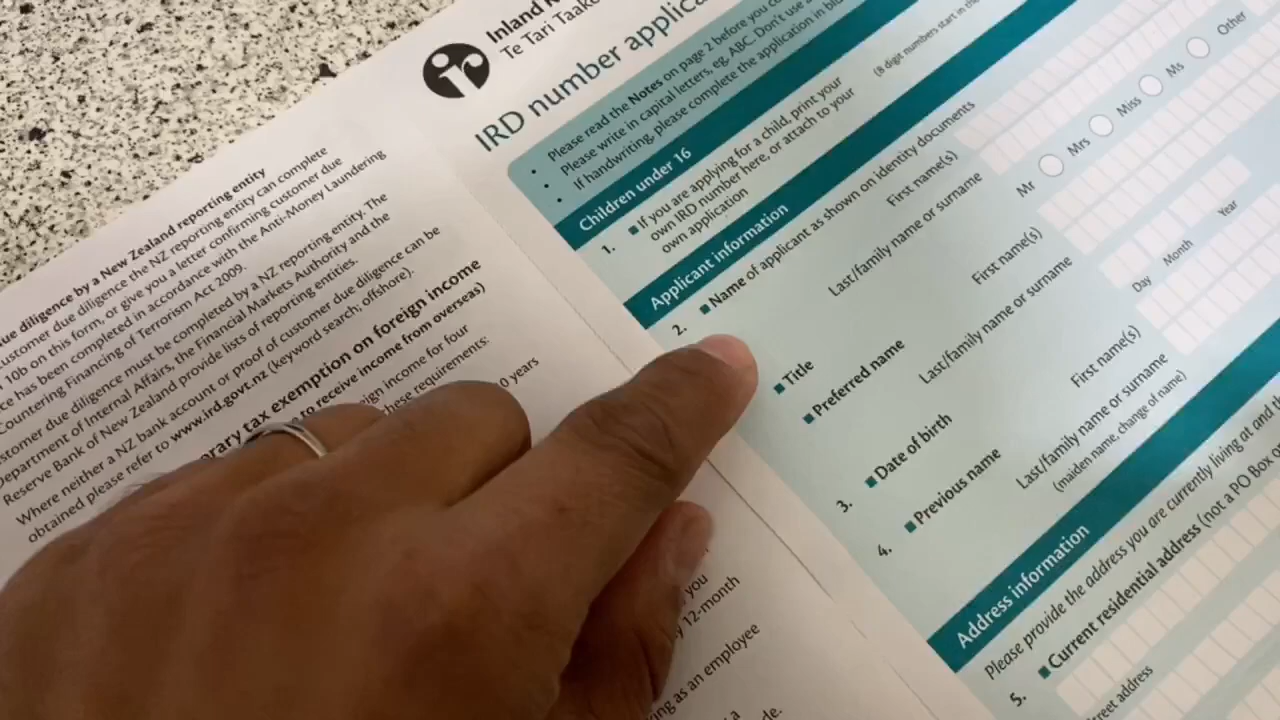 due diligence by a New Zealand reporting entity
customer due diligence the NZ reporting entity can complete
10b on this form, or give you a letter confirming customer due
has been completed in accordance with the Anti-Money Laundering
Countering Financing of Terrorism Act 2009.
customer due diligence must be completed by a NZ reporting entity. The
Department of Internal Affairs, the Financial Markets Authority and the
Reserve Bank of New Zealand provide lists of reporting entities.
Where neither a NZ bank account or proof of customer due diligence can be
obtained please refer to www.ird.govt.nz (keyword search; offshore).
tax exemption on foreign income
to receive income from overseas)
income for four
these requirements:
0 years
you
12-month
as an employee
a
ir
Inland
Te Tari Taake
IRD number
Please read the Notes on page 2 before you
Please write in capital letters, eg, ABC. Don't use
If handwriting, please complete the application in
Children under 16
1. If you are applying for a child, print your
own IRD number here, or attach to your
own application
(8 digit numbers start in the
Applicant information
2. Name of applicant as shown on identity documents
First name(s)
Last/family name or surname
Title
Mr
Mrs
Miss
Ms
Other
Preferred name
First name(s)
Last/family name or surname
3. Date of birth
Day
Month
Year
4. Previous name
First name(s)
Last/family name or surname
(maiden name, change of name)
Address information
Please provide the address you are currently living at and
5. Current residential address (not a PO Box
Street address